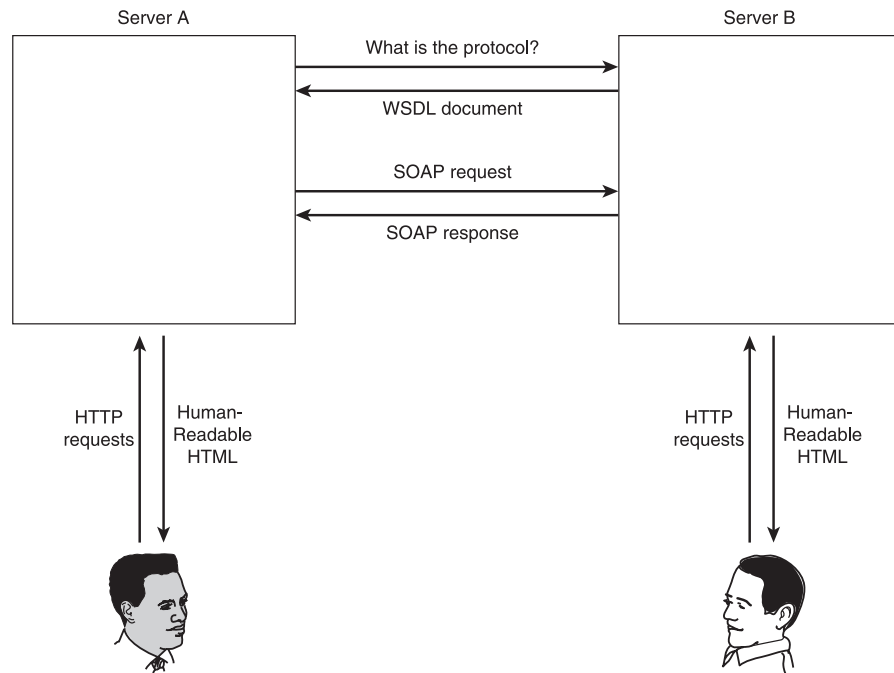 Server A
Server B
What is the protocol?
WSDL document
SOAP request
SOAP response
HTTP
requests
Human-
Readable
HTML
HTTP
requests
Human-
Readable
HTML